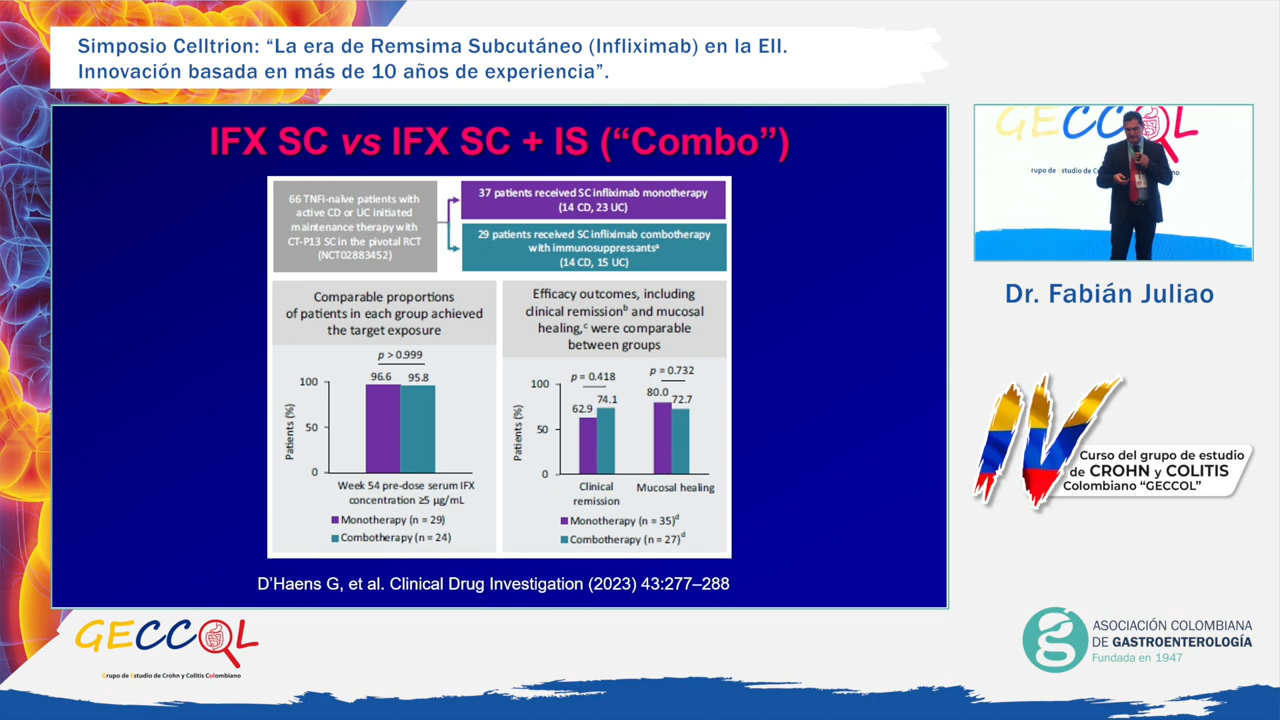 Simposio Celltrion: “La era de Remsima Subcutáneo (Infliximab) en la EII.
Innovación basada en más de 10 años de experiencia”.
IFX SC vs IFX SC + IS (“Combo”)
66 TNFi-naïve patients with
active CD or UC initiated
maintenance therapy with
CT-P13 SC in the pivotal RCT
(NCT02883452)
37 patients received SC infliximab monotherapy
(14 CD, 23 UC)
29 patients received SC infliximab combotherapy
with immunosuppressantsª
(14 CD, 15 UC)
Comparable proportions
of patients in each group achieved
the target exposure
p > 0.999
96.6 95.8
100
50
0
Patients (%)
Week 54 pre-dose serum IFX
concentration ≥5 µg/mL
Monotherapy (n = 29)
Combotherapy (n = 24)
Efficacy outcomes, including
clinical remissionᵇ and mucosal
healing,ᶜ were comparable
between groups
p = 0.418
p = 0.732
62.9 74.1
80.0 72.7
100
50
0
Patients (%)
Clinical
remission
Mucosal healing
Monotherapy (n = 35)ᵈ
Combotherapy (n = 27)ᵈ
D’Haens G, et al. Clinical Drug Investigation (2023) 43:277–288
GECCOL
Dr. Fabián Juliao
IV
Curso del grupo de estudio
de CROHN y COLITIS
Colombiano “GECCOL”
GECCOL
Grupo de Estudio de Crohn y Colitis Colombiano
ASOCIACIÓN COLOMBIANA
DE GASTROENTEROLOGÍA
Fundada en 1947